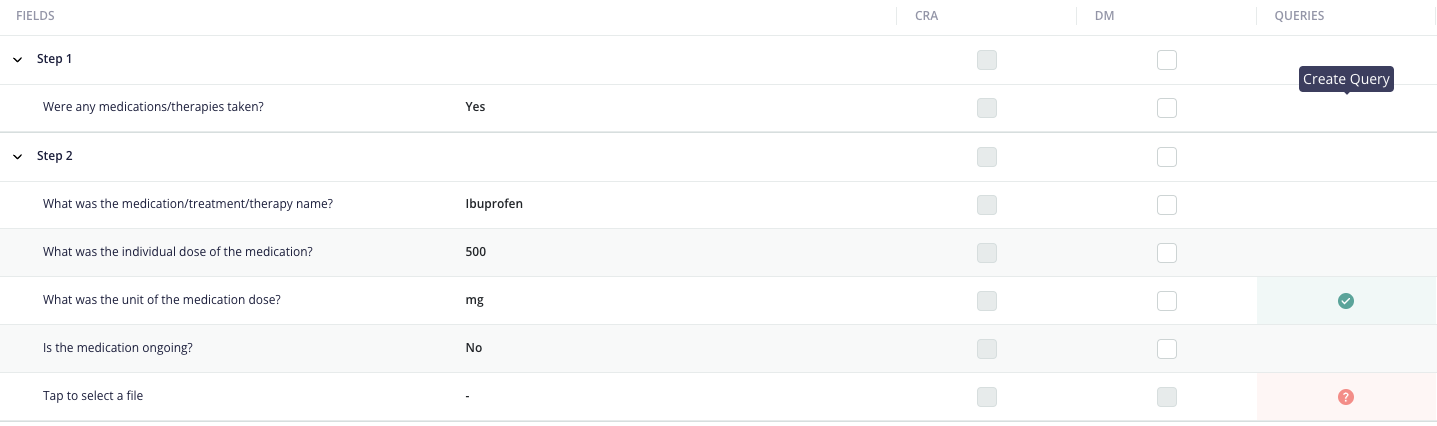 FIELDS CRA DM QUERIES
Step 1
Create Query
Were any medications/therapies taken? Yes
Step 2
What was the medication/treatment/therapy name? Ibuprofen
What was the individual dose of the medication? 500
What was the unit of the medication dose? mg
Is the medication ongoing? No
Tap to select a file - ?